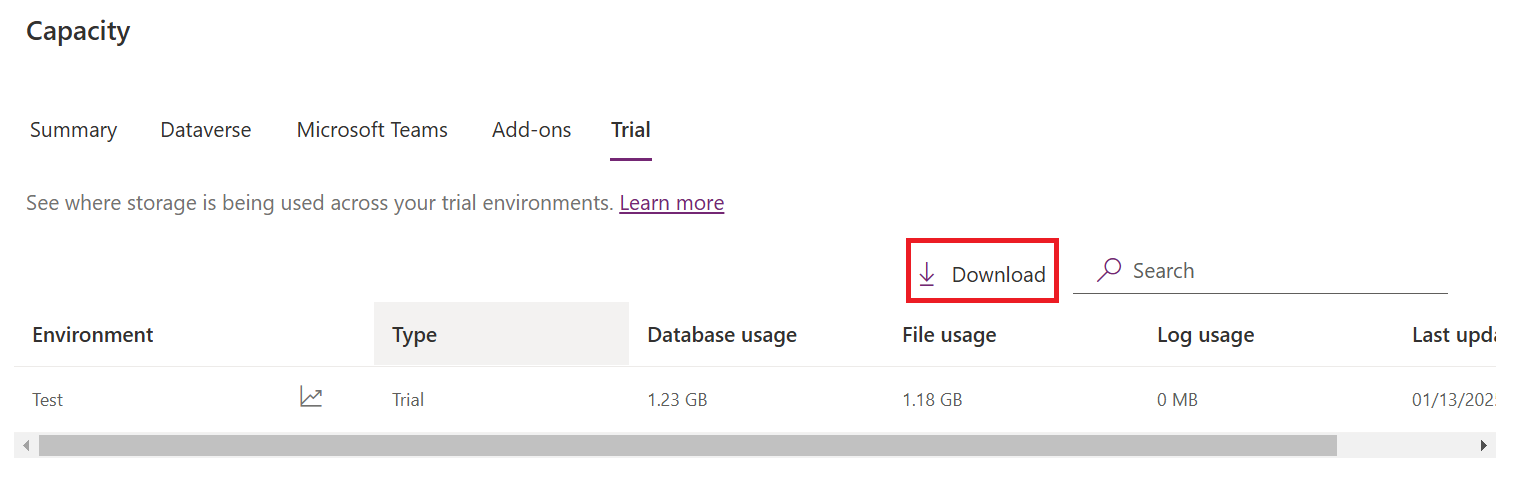 Capacity
Summary Dataverse Microsoft Teams Add-ons Trial
See where storage is being used across your trial environments. Learn more
Download Search
Environment Type Database usage File usage Log usage Last upda
Test Trial 1.23 GB 1.18 GB 0 MB 01/13/202